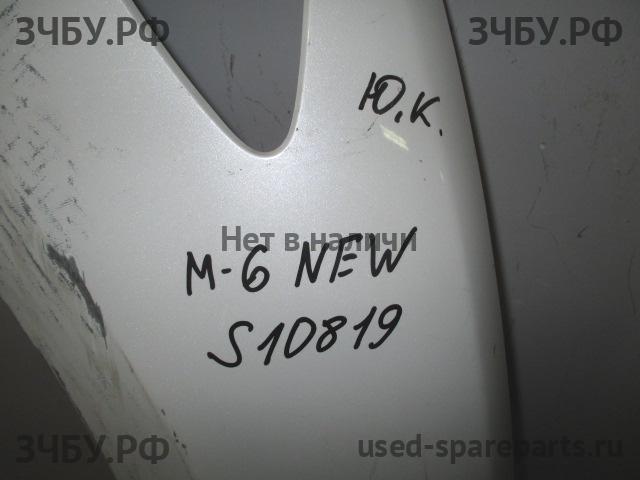 ЗЧБУ.РФ
ЗЧБУ.РФ
Ю.К.
Нет в наличи
M-6 NEW
S10819
ЗЧБУ.РФ
used-spareparts.ru